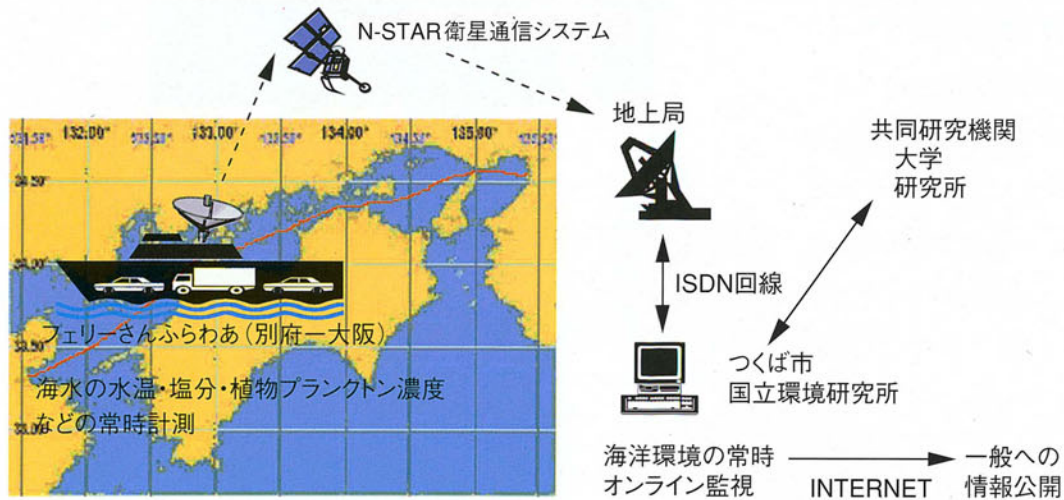 N-STAR衛星通信システム
地上局
共同研究機関
大学
研究所
132.00° 133.00° 134.00° 135.00°
ISDN回線
フェリーさんふらわあ(別府ー大阪)
海水の水温・塩分・植物プランクトン濃度
などの常時計測
つくば市
国立環境研究所
海洋環境の常時
オンライン監視
INTERNET
一般への
情報公開